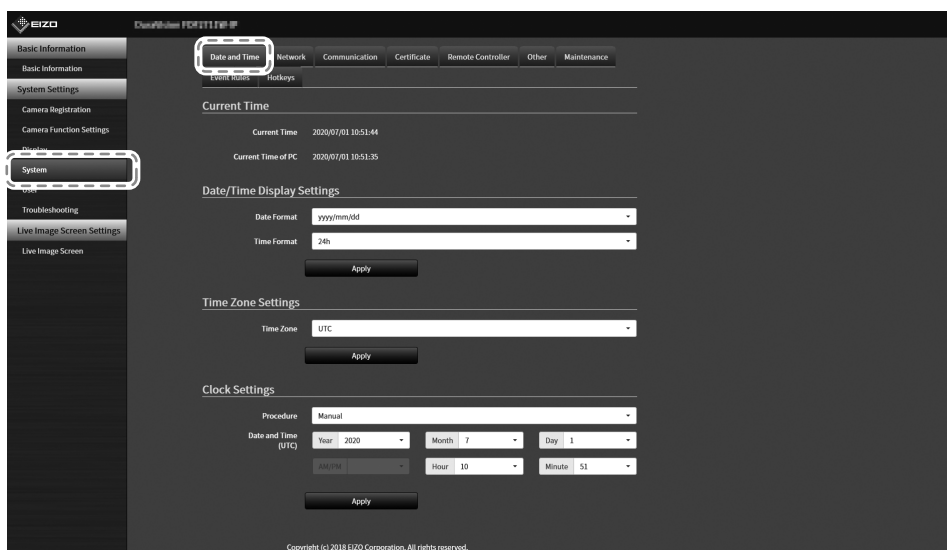 EIZO
Basic Information
Basic Information
System Settings
Camera Registration
Camera Function Settings
Display
System
User
Troubleshooting
Live Image Screen Settings
Live Image Screen
Date and Time Network Communication Certificate Remote Controller Other Maintenance
Event Rules Hotkeys
Current Time
Current Time 2020/07/01 10:51:44
Current Time of PC 2020/07/01 10:51:35
Date/Time Display Settings
Date Format yyyy/mm/dd
Time Format 24h
Apply
Time Zone Settings
Time Zone UTC
Apply
Clock Settings
Procedure Manual
Date and Time
(UTC)
Year 2020 Month 7 Day 1
AM/PM Hour 10 Minute 51
Apply
Copyright (c) 2018 EIZO Corporation. All rights reserved.